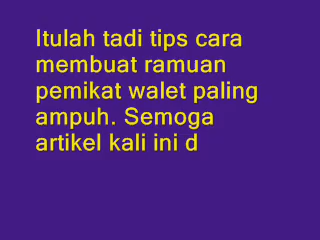 Itulah tadi tips cara
membuat ramuan
pemikat walet paling
ampuh. Semoga
artikel kali ini d